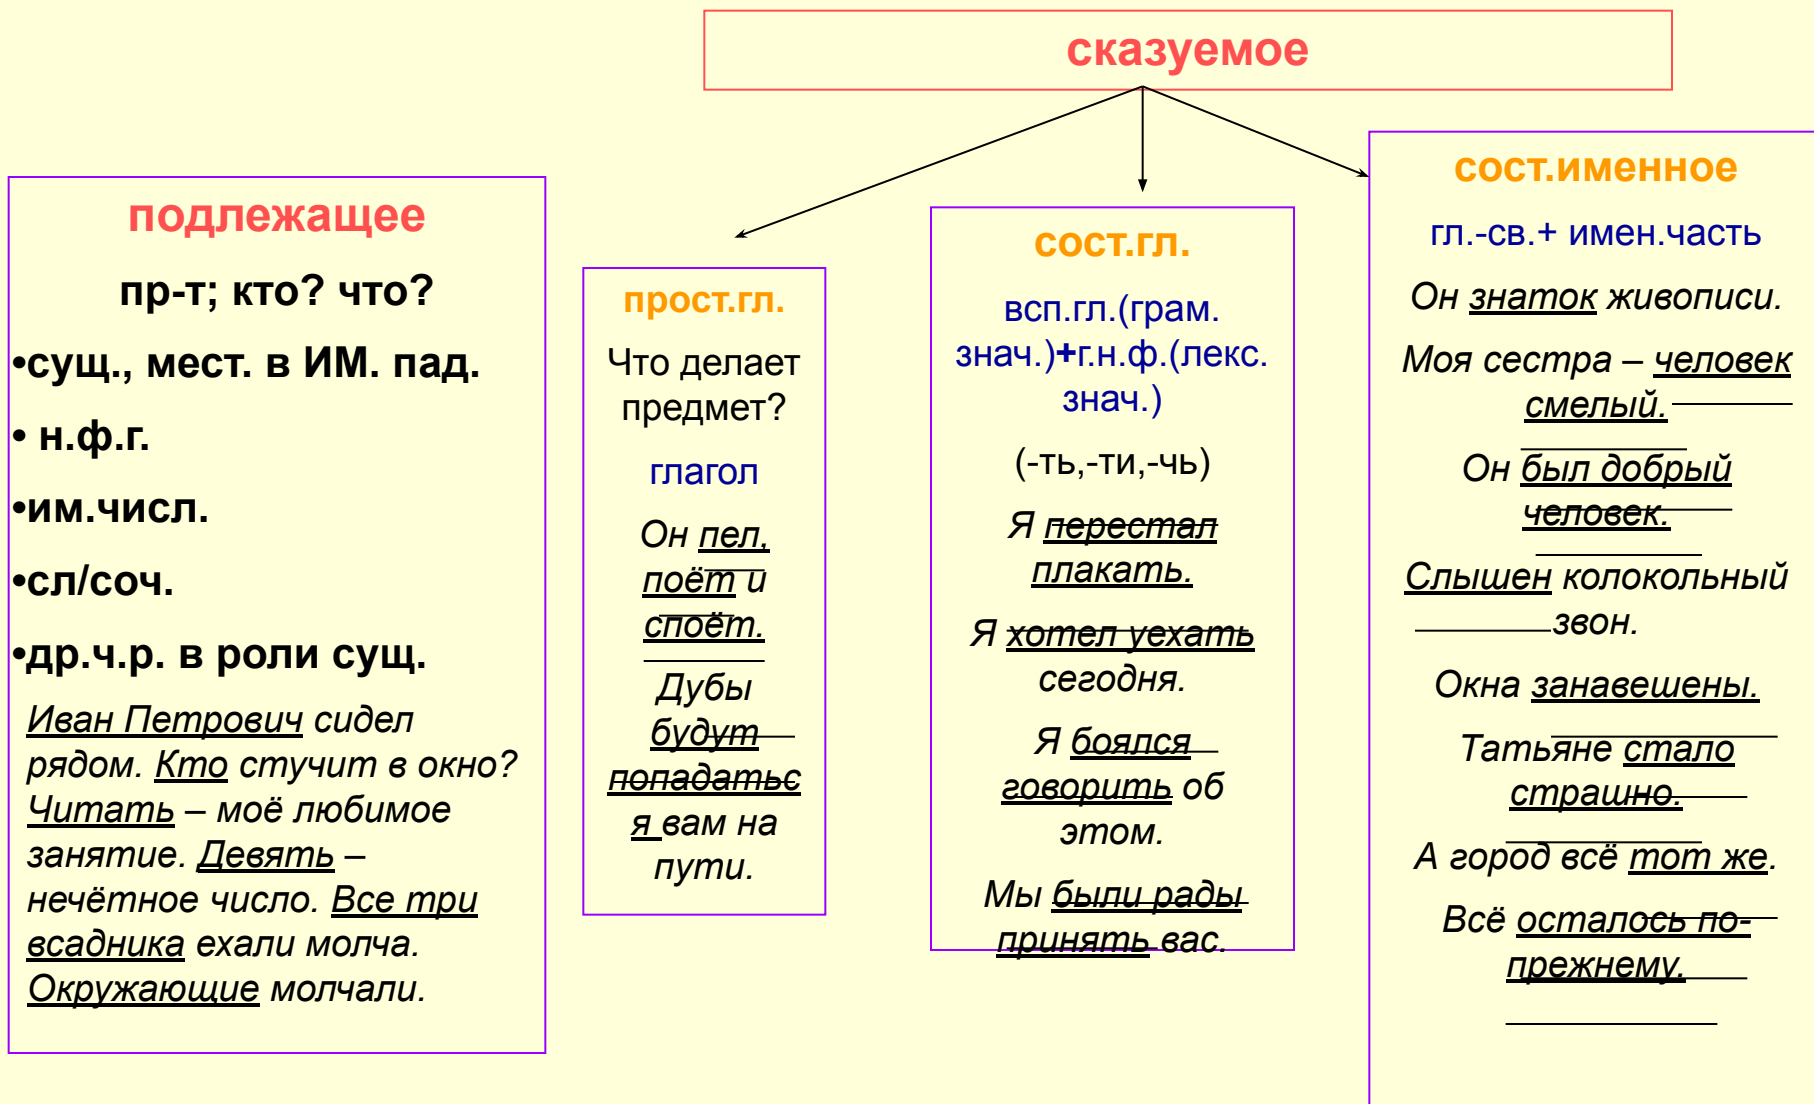 сказуемое
подлежащее
пр-т; кто? что?
•сущ., мест. в ИМ. пад.
• н.ф.г.
•им.числ.
•сл/соч.
•др.ч.р. в роли сущ.
Иван Петрович сидел
рядом. Кто стучит в окно?
Читать – моё любимое
занятие. Девять –
нечётное число. Все три
всадника ехали молча.
Окружающие молчали.
прост.гл.
Что делает
предмет?
глагол
Он пел,
поёт и
споёт.
Дубы
будут
попадатьс
я вам на
пути.
сост.гл.
всп.гл.(грам.
знач.)+г.н.ф.(лекс.
знач.)
(-ть,-ти,-чь)
Я перестал
плакать.
Я хотел уехать
сегодня.
Я боялся
говорить об
этом.
Мы были рады
принять вас.
сост.именное
гл.-св.+ имен.часть
Он знаток живописи.
Моя сестра – человек
смелый.
Он был добрый
человек.
Слышен колокольный
звон.
Окна занавешены.
Татьяне стало
страшно.
А город всё тот же.
Всё осталось по-
прежнему.